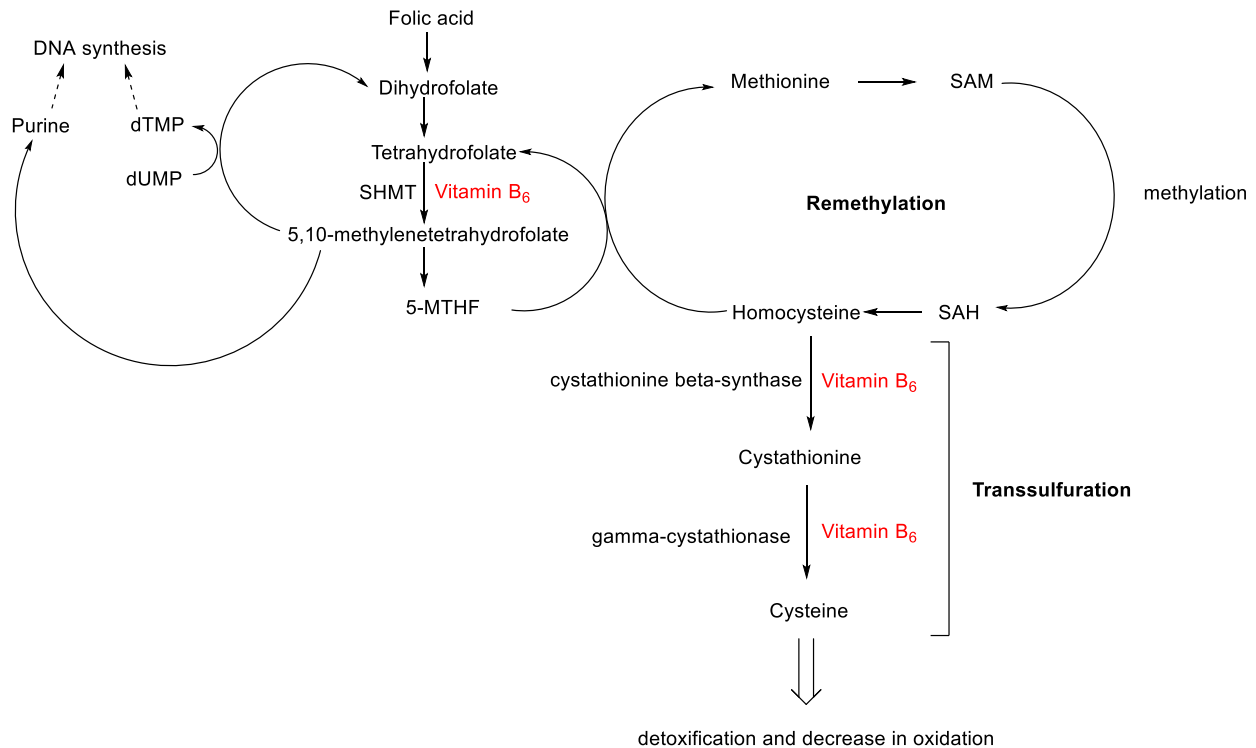 Folic acid
DNA synthesis
Dihydrofolate
Methionine
SAM
Purine
dTMP
Tetrahydrofolate
dUMP
SHMT
Vitamin B6
Remethylation
methylation
5,10-methylenetetrahydrofolate
5-MTHF
Homocysteine
SAH
cystathionine beta-synthase
Vitamin B6
Cystathionine
Transsulfuration
gamma-cystathionase
Vitamin B6
Cysteine
detoxification and decrease in oxidation